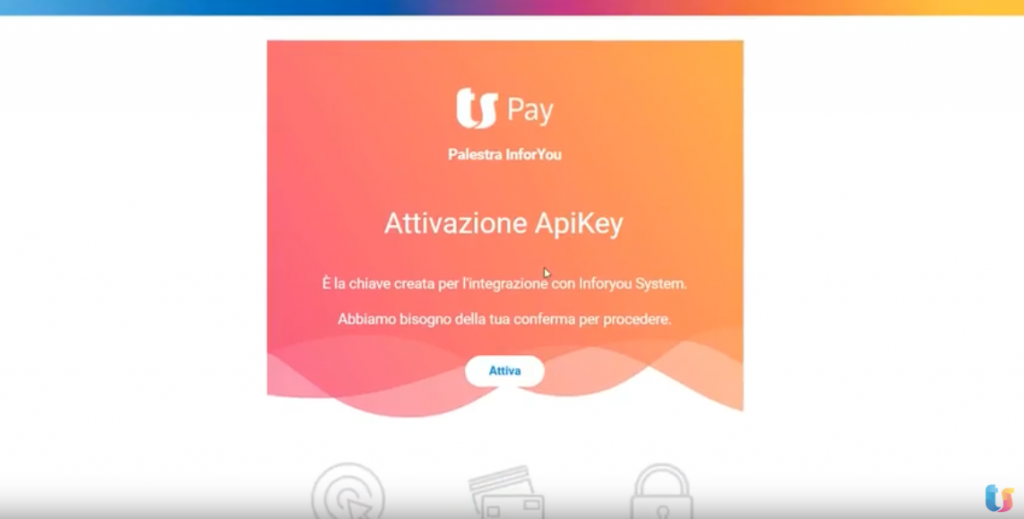 ts Pay
Palestra InforYou
Attivazione ApiKey
È la chiave creata per l'integrazione con Inforyou System.
Abbiamo bisogno della tua conferma per procedere.
Attiva
ts